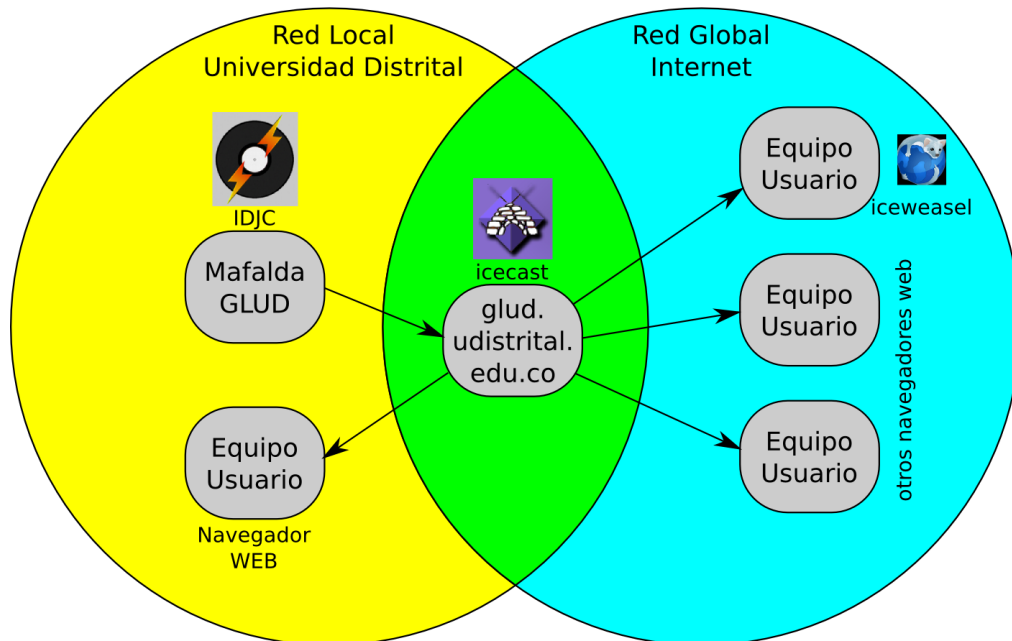 Red Local
Universidad Distrital
Red Global
Internet
IDJC
Mafalda
GLUD
icecast
glud.
udistrital.
edu.co
Equipo
Usuario
iceweasel
Equipo
Usuario
otros navegadores web
Equipo
Usuario
Navegador
WEB
Equipo
Usuario